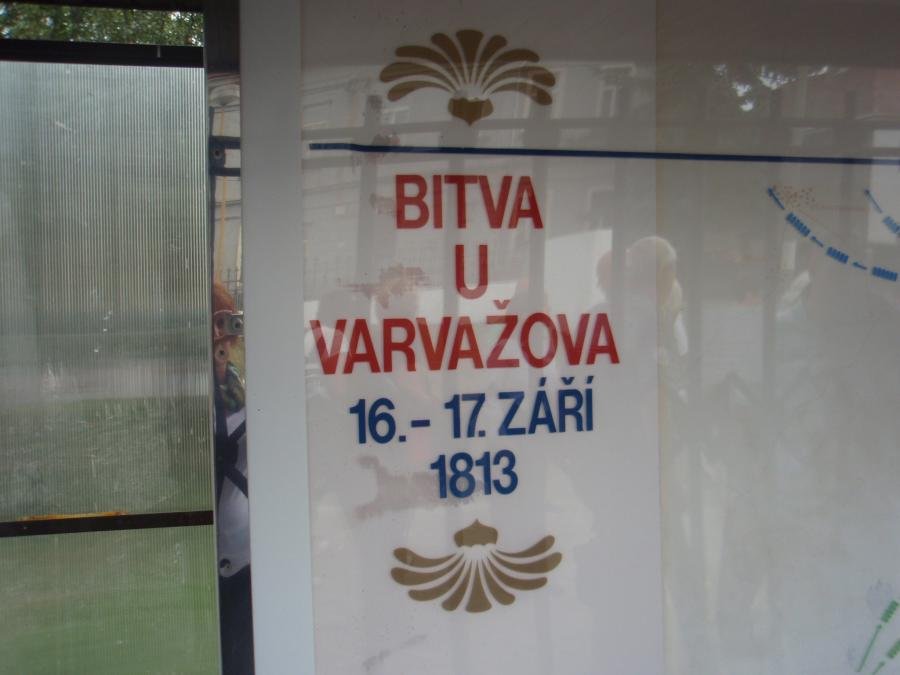 BITVA
U
VARVAŽOVA
16.- 17. ZÁŘÍ
1813